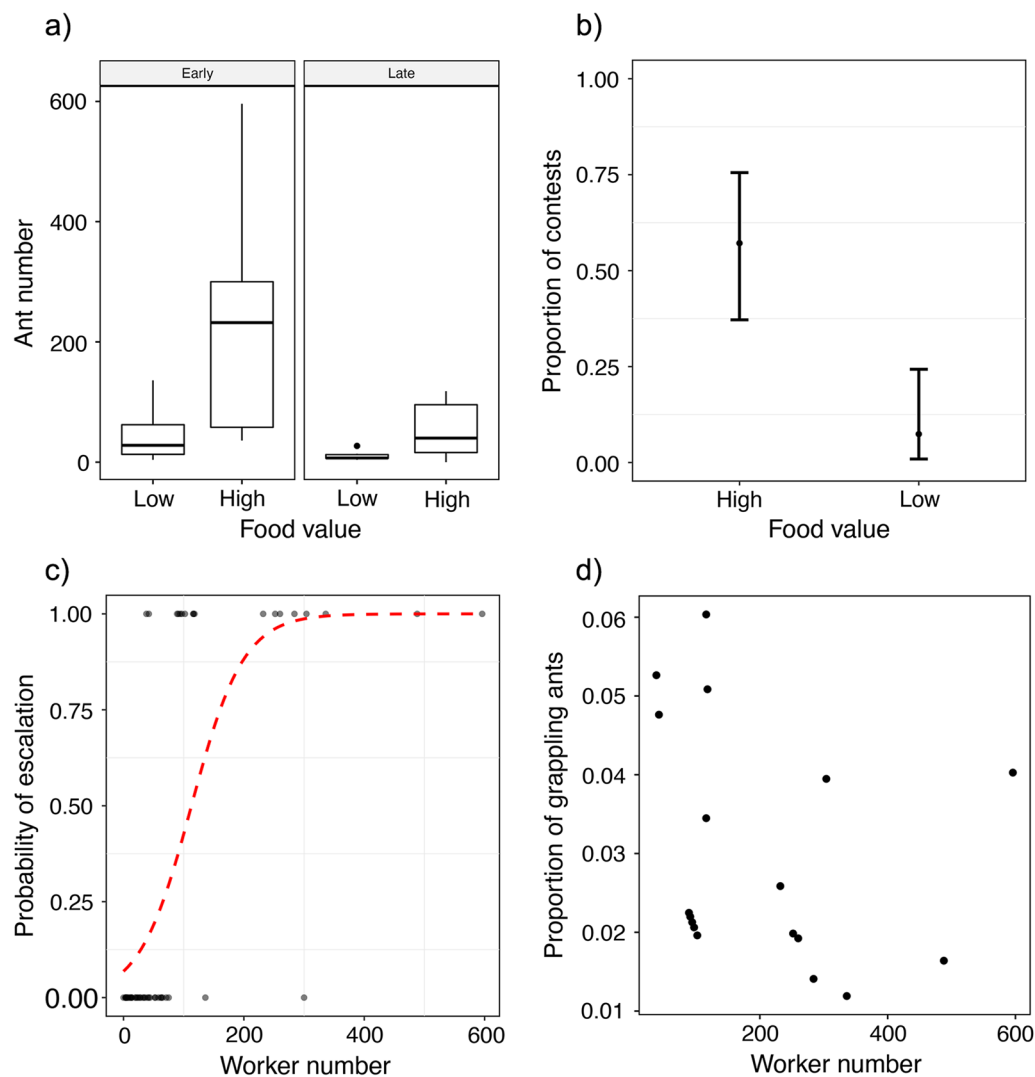 a)
Early
Late
600
400
200
0
Ant number
Low
High
Low
High
Food value
b)
1.00
0.75
0.50
0.25
0.00
Proportion of contests
High
Low
Food value
c)
1.00
0.75
0.50
0.25
0.00
Probability of escalation
0
200
400
600
Worker number
d)
0.06
0.05
0.04
0.03
0.02
0.01
Proportion of grappling ants
200
400
600
Worker number